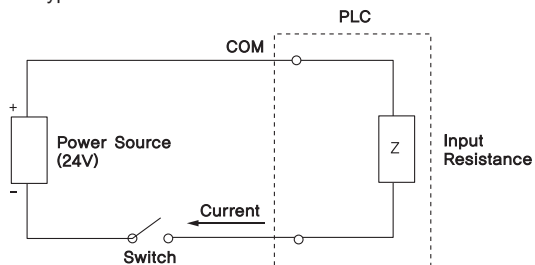 PLC
COM
+
Power Source
(24V)
-
Z
Input
Resistance
Current
Switch